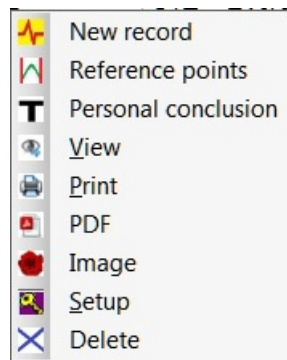 New record
Reference points
Personal conclusion
View
Print
PDF
Image
Setup
Delete